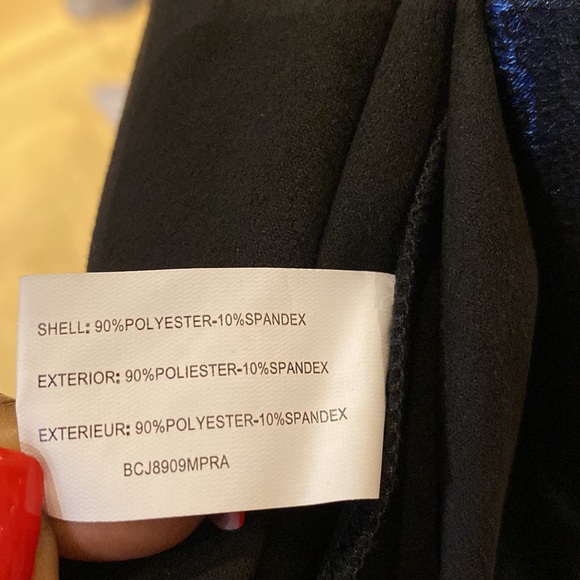 SHELL: 90%POLYESTER-10%SPANDEX
EXTERIOR: 90%POLIESTER-10%SPANDEX
EXTERIEUR: 90%POLYESTER-10%SPANDEX
BCJ8909MPRA